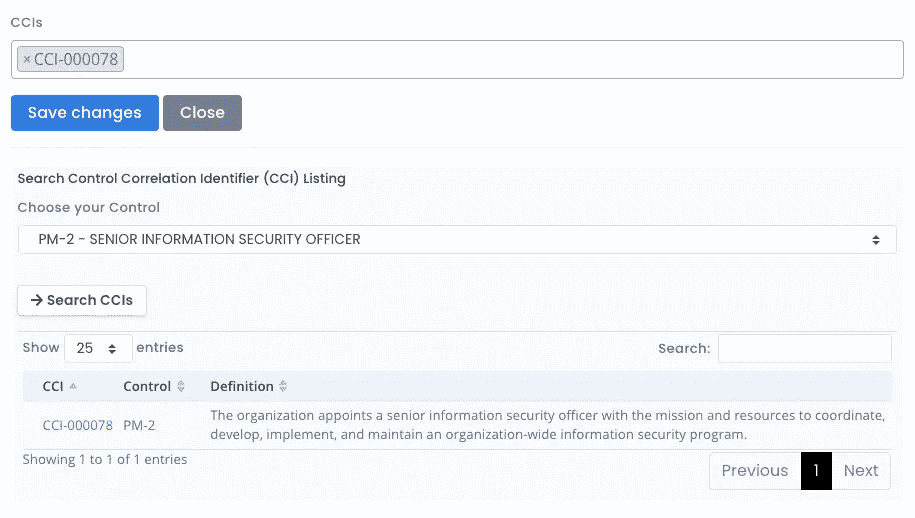 CCIs
× CCI-000078
Save changes
Close
Search Control Correlation Identifier (CCI) Listing
Choose your Control
PM-2 - SENIOR INFORMATION SECURITY OFFICER
→ Search CCIs
Show 25 entries
Search:
CCI Control Definition
CCI-000078 PM-2 The organization appoints a senior information security officer with the mission and resources to coordinate,
develop, implement, and maintain an organization-wide information security program.
Showing 1 to 1 of 1 entries
Previous 1 Next